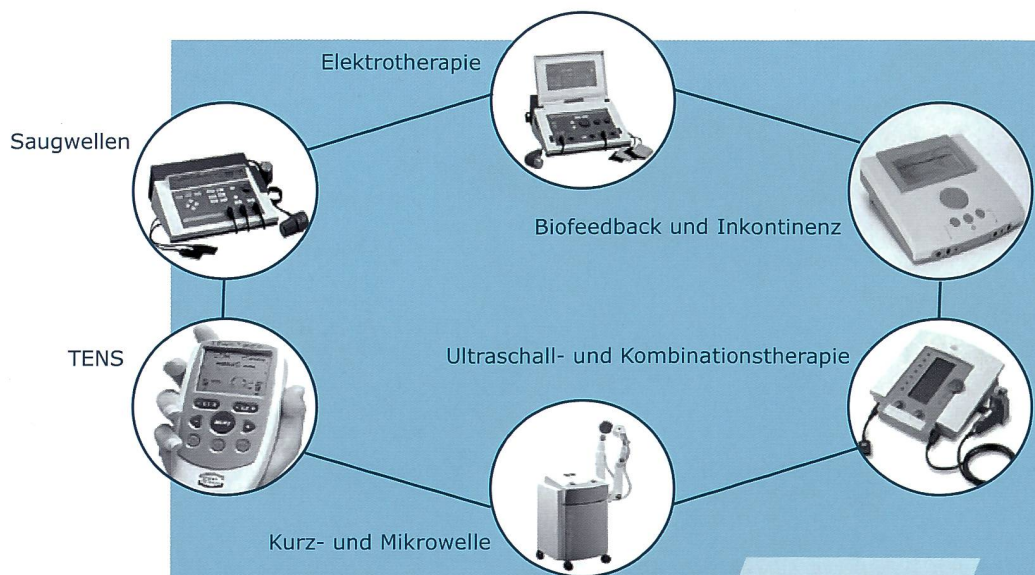 Elektrotherapie
Saugwellen
Biofeedback und Inkontinenz
TENS
Ultraschall- und Kombinationstherapie
Kurz- und Mikrowelle